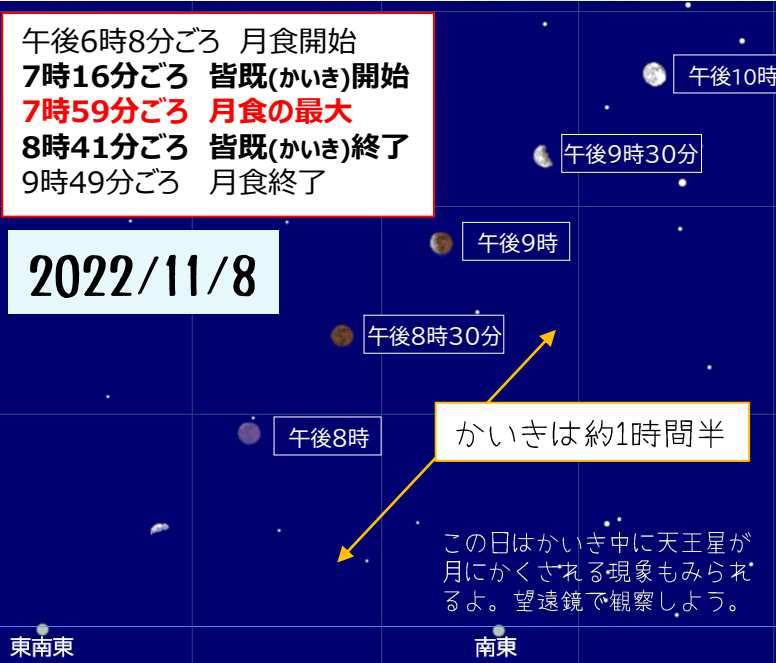 午後6時8分ごろ 月食開始
7時16分ごろ 皆既(かいき)開始
7時59分ごろ 月食の最大
8時41分ごろ 皆既(かいき)終了
9時49分ごろ 月食終了
午後10時
午後9時30分
午後9時
2022/11/8
午後8時30分
午後8時
かいきは約1時間半
この日はかいき中に天王星が
月にかくされる現象もみられ
るよ。望遠鏡で観察しよう。
東南東
南東